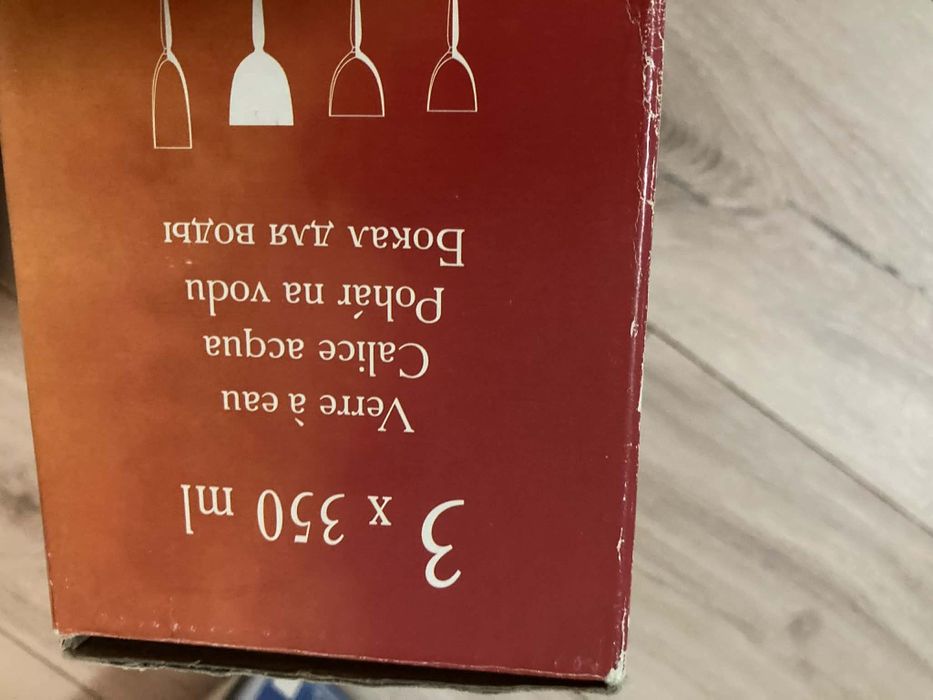 3 x 350 ml
Verre à eau
Calice acqua
Pohár na vodu
Бокал для воды